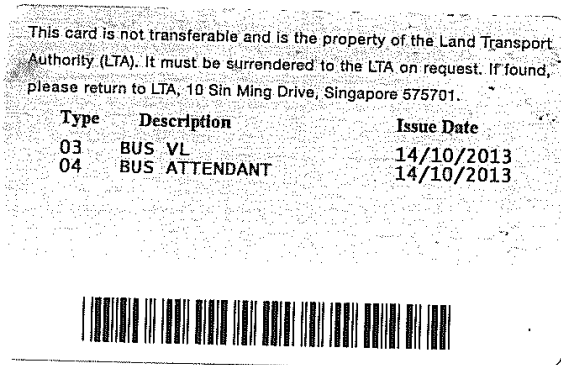 This card is not transferable and is the property of the Land Transport
Authority (LTA). It must be surrendered to the LTA on request. If found,
please return to LTA, 10 Sin Ming Drive, Singapore 575701.
Type Description Issue Date
03 BUS VL 14/10/2013
04 BUS ATTENDANT 14/10/2013